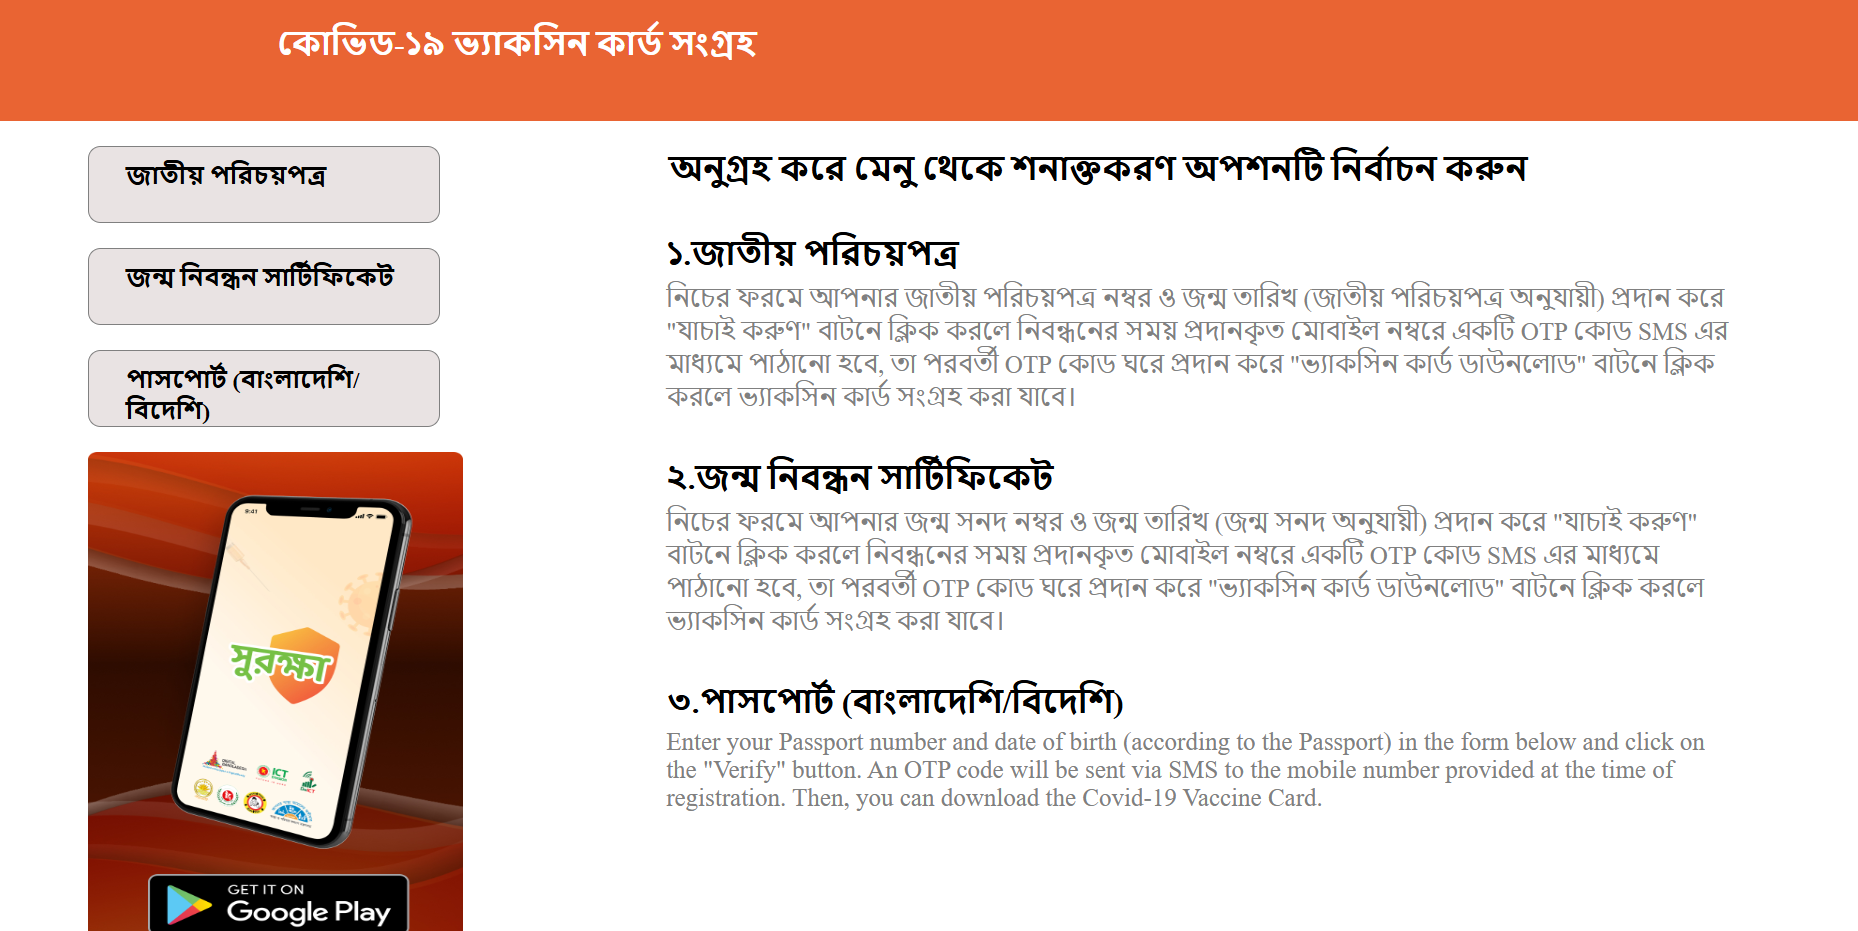 কোভিড-১৯ ভ্যাকসিন কার্ড সংগ্রহ
জাতীয় পরিচয়পত্র
জন্ম নিবন্ধন সার্টিফিকেট
পাসপোর্ট (বাংলাদেশি/
বিদেশি)
9:41
সুরক্ষা
ICT
GET IT ON
Google Play
অনুগ্রহ করে মেনু থেকে শনাক্তকরণ অপশনটি নির্বাচন করুন
১.জাতীয় পরিচয়পত্র
নিচের ফরমে আপনার জাতীয় পরিচয়পত্র নম্বর ও জন্ম তারিখ (জাতীয় পরিচয়পত্র অনুযায়ী) প্রদান করে
"যাচাই করুণ" বাটনে ক্লিক করলে নিবন্ধনের সময় প্রদানকৃত মোবাইল নম্বরে একটি OTP কোড SMS এর
মাধ্যমে পাঠানো হবে, তা পরবর্তী OTP কোড ঘরে প্রদান করে "ভ্যাকসিন কার্ড ডাউনলোড" বাটনে ক্লিক
করলে ভ্যাকসিন কার্ড সংগ্রহ করা যাবে।
২.জন্ম নিবন্ধন সার্টিফিকেট
নিচের ফরমে আপনার জন্ম সনদ নম্বর ও জন্ম তারিখ (জন্ম সনদ অনুযায়ী) প্রদান করে "যাচাই করুণ"
বাটনে ক্লিক করলে নিবন্ধনের সময় প্রদানকৃত মোবাইল নম্বরে একটি OTP কোড SMS এর মাধ্যমে
পাঠানো হবে, তা পরবর্তী OTP কোড ঘরে প্রদান করে "ভ্যাকসিন কার্ড ডাউনলোড" বাটনে ক্লিক করলে
ভ্যাকসিন কার্ড সংগ্রহ করা যাবে।
৩.পাসপোর্ট (বাংলাদেশি/বিদেশি)
Enter your Passport number and date of birth (according to the Passport) in the form below and click on
the "Verify" button. An OTP code will be sent via SMS to the mobile number provided at the time of
registration. Then, you can download the Covid-19 Vaccine Card.